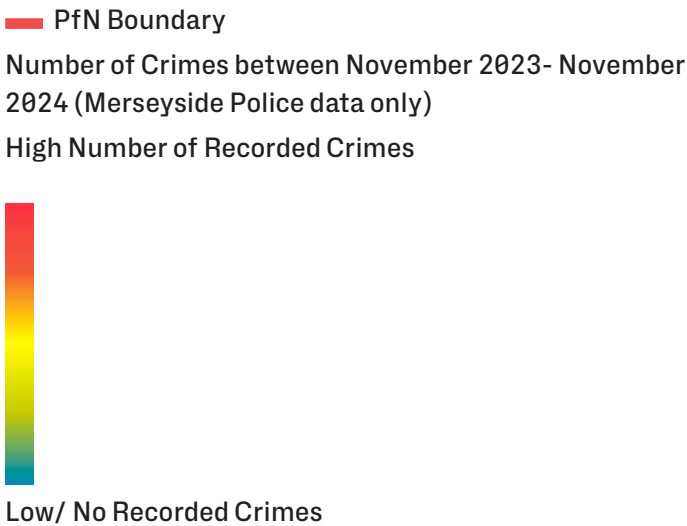 PfN Boundary
Number of Crimes between November 2023- November
2024 (Merseyside Police data only)
High Number of Recorded Crimes
Low/ No Recorded Crimes